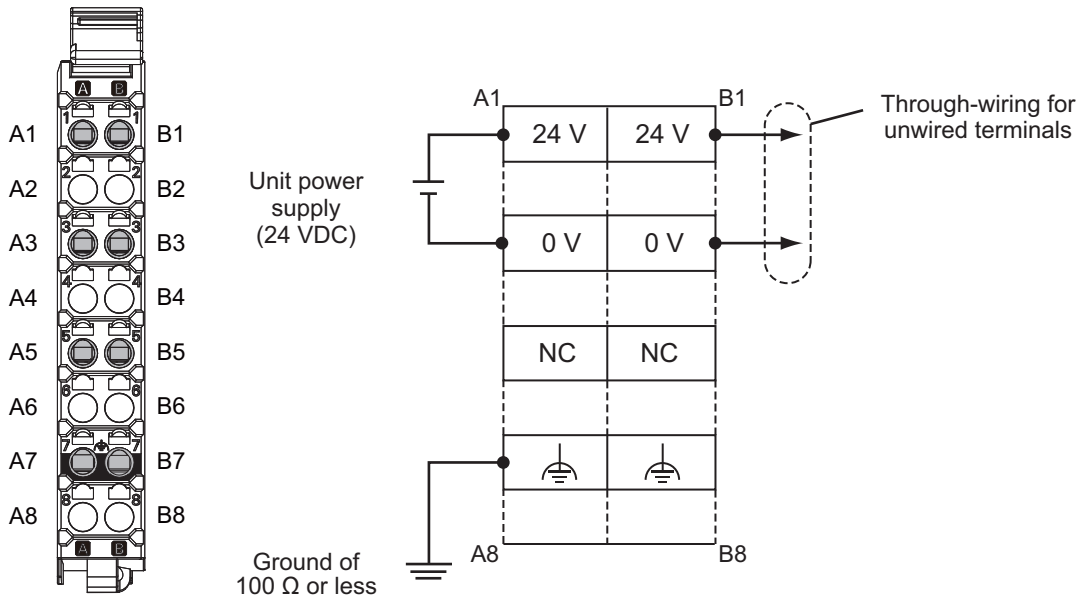 A B
A1 1 1 B1
A2 2 2 B2
A3 3 3 B3
A4 4 4 B4
A5 5 5 B5
A6 6 6 B6
A7 7 7 B7
A8 8 8 B8
A B
Unit power
supply
(24 VDC)
Ground of
100 Ω or less
A1 B1
24 V 24 V
0 V 0 V
NC NC
A8 B8
Through-wiring for
unwired terminals